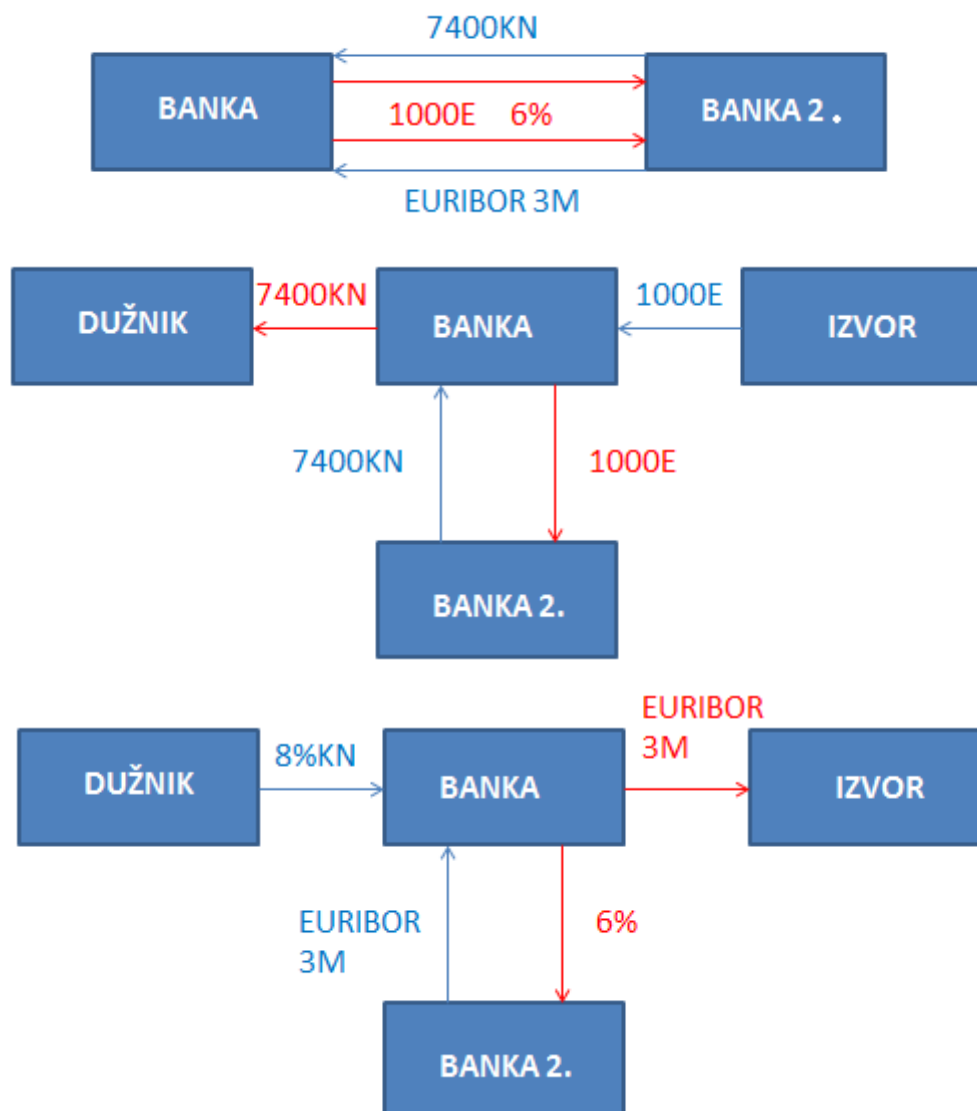 7400KN
BANKA
1000E 6%
BANKA 2 .
EURIBOR 3M
DUŽNIK
7400KN
BANKA
1000E
IZVOR
7400KN
1000E
BANKA 2.
DUŽNIK
8%KN
BANKA
EURIBOR
3M
IZVOR
EURIBOR
3M
6%
BANKA 2.